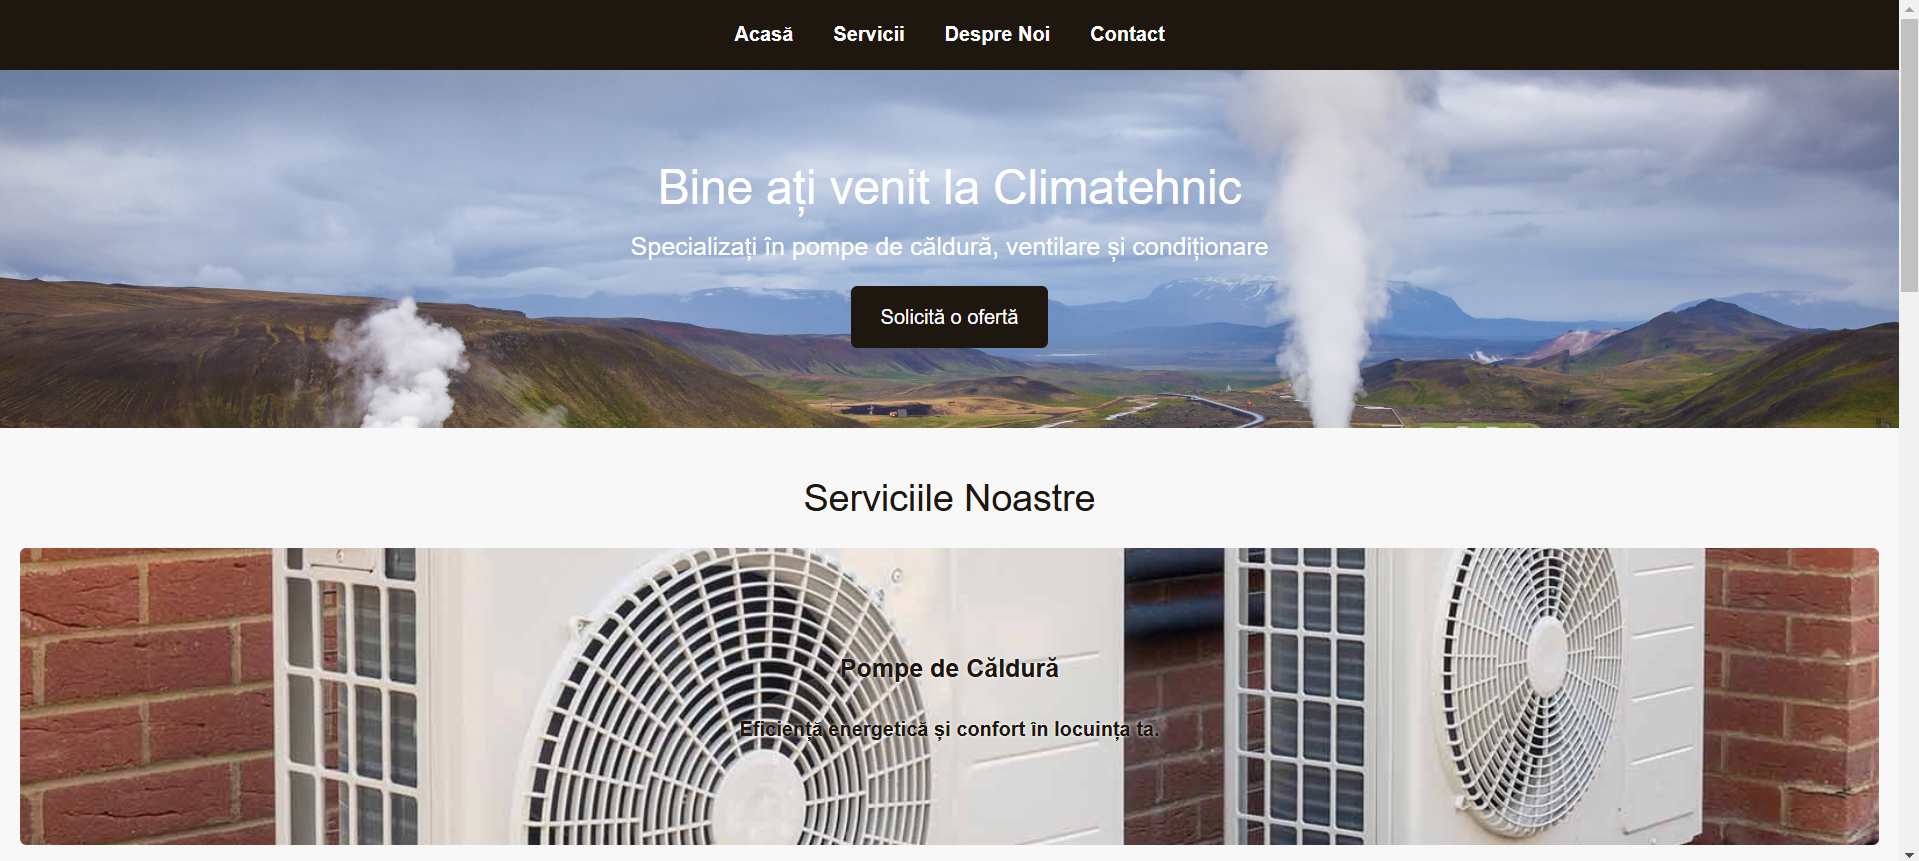 Acasă Servicii Despre Noi Contact
Bine ați venit la Climatehnic
Specializați în pompe de căldură, ventilare și condiționare
Solicită o ofertă
Serviciile Noastre
Pompe de Căldură
Eficiență energetică și confort în locuința ta.